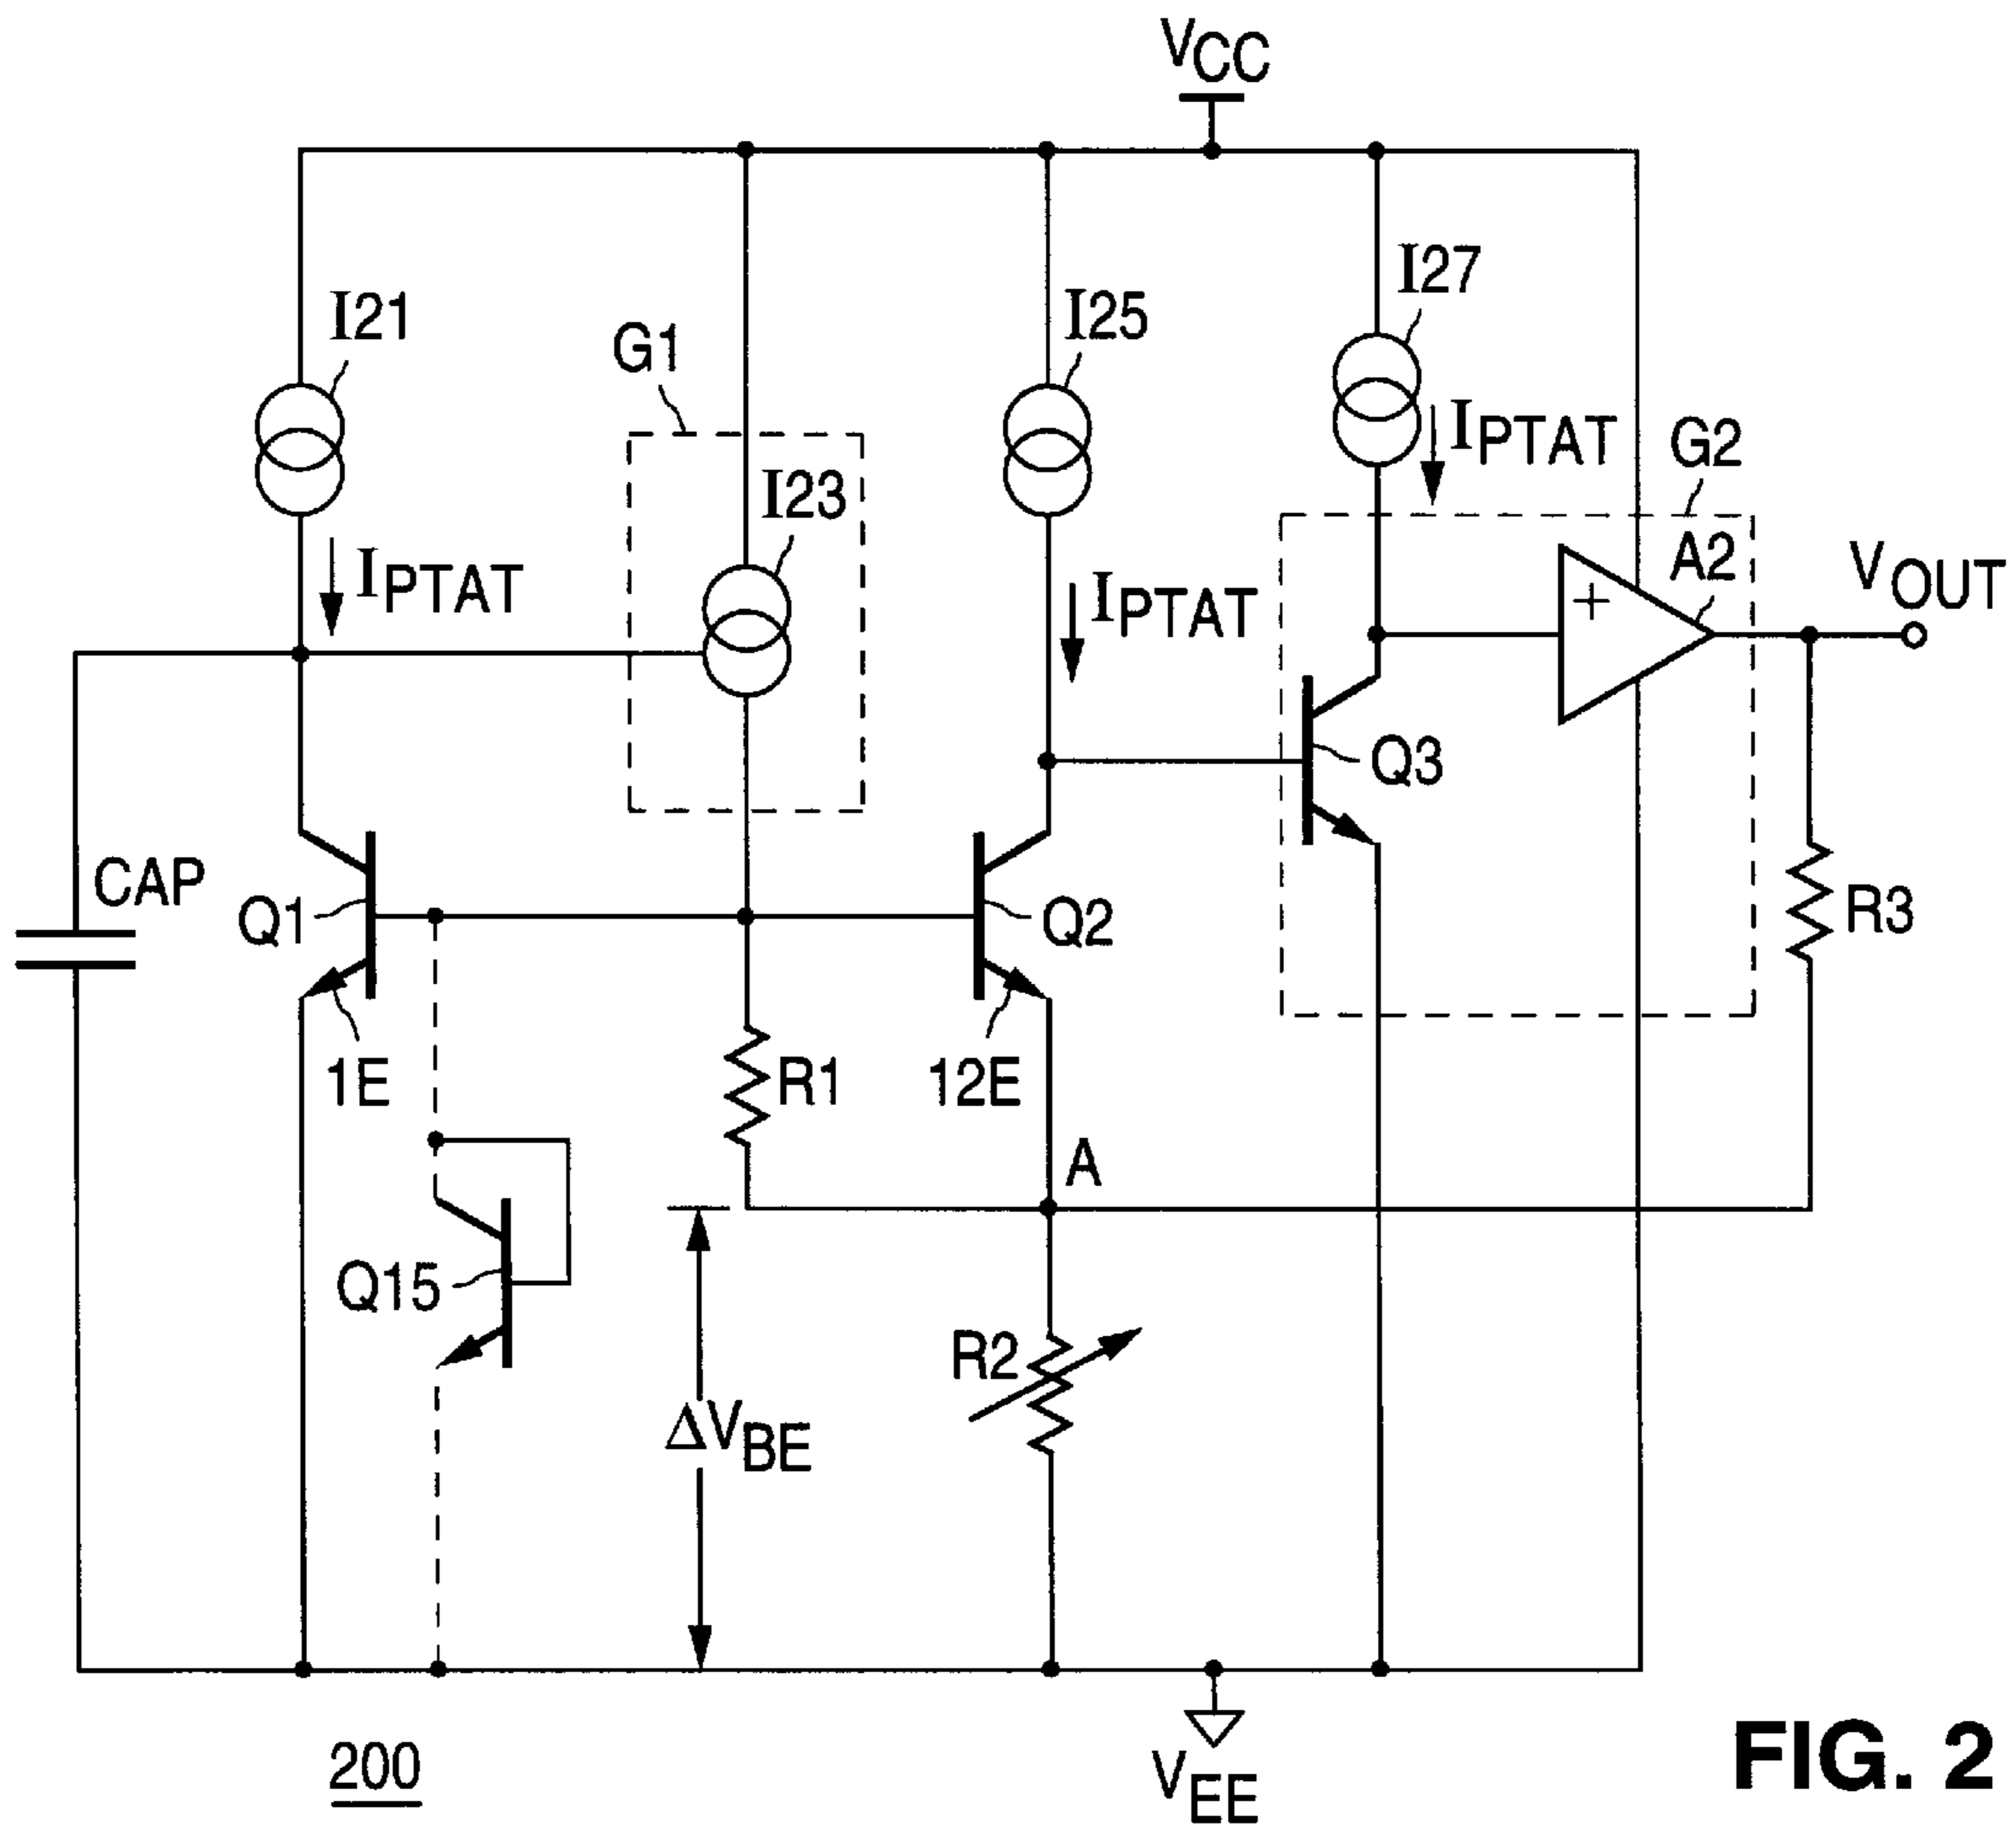 VCC
I27
I21
I25
G1
IPTAT
G2
I23
A2
VOUT
IPTAT
IPTAT
+
Q3
CAP
Q1
Q2
R3
1E
R1
12E
A
Q15
R2
ΔVBE
200
VEE
FIG. 2